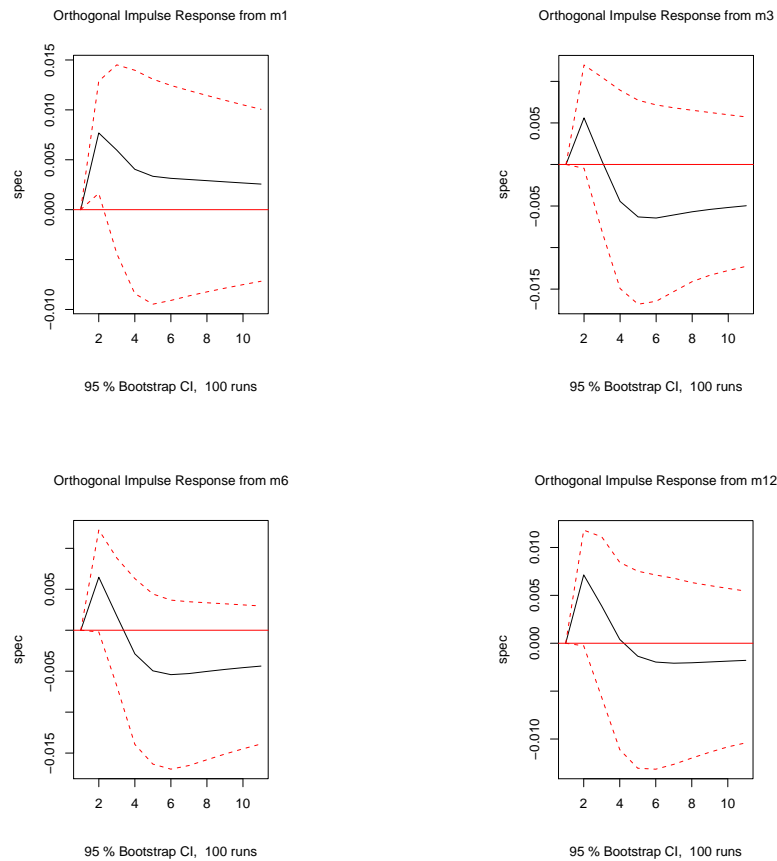 Orthogonal Impulse Response from m1
spec
0.015
0.010
0.005
0.000
−0.010
2 4 6 8 10
95 % Bootstrap CI, 100 runs
Orthogonal Impulse Response from m3
spec
0.005
−0.005
−0.015
2 4 6 8 10
95 % Bootstrap CI, 100 runs
Orthogonal Impulse Response from m6
spec
0.005
−0.005
−0.015
2 4 6 8 10
95 % Bootstrap CI, 100 runs
Orthogonal Impulse Response from m12
spec
0.010
0.005
0.000
−0.010
2 4 6 8 10
95 % Bootstrap CI, 100 runs